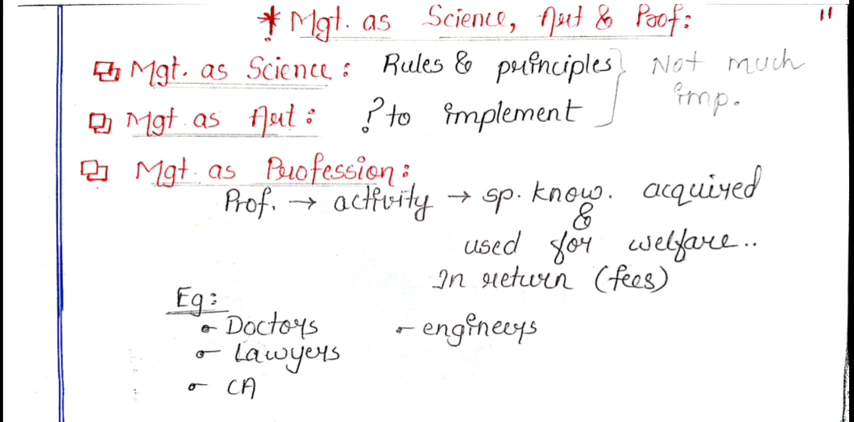 * Mgt. as Science, Art & Prof: 11
Mgt. as Science: Rules & principles } Not much
Mgt as Art: ? to implement imp.
Mgt as Profession:
Prof. → activity → sp. know. acquired
&
used for welfare..
In return (fees)
Eg:
Doctors - engineers
Lawyers
CA